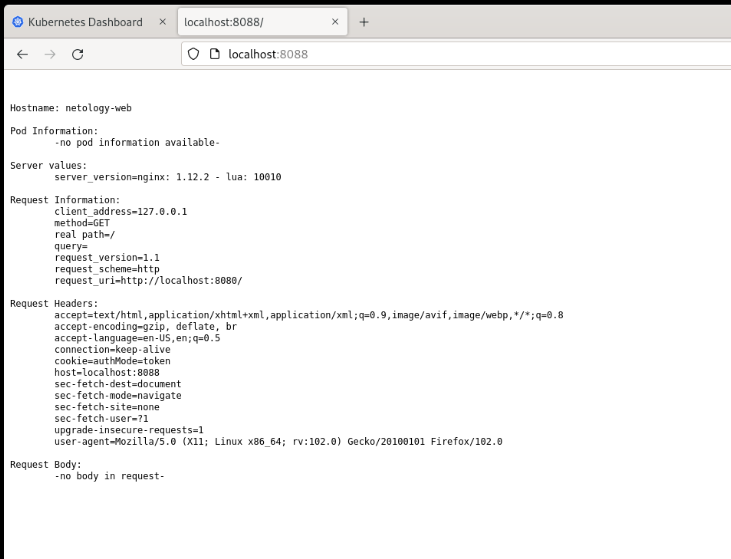 Kubernetes Dashboard
localhost:8088/
localhost:8088
Hostname: netology-web
Pod Information:
-no pod information available-
Server values:
server_version=nginx: 1.12.2 - lua: 10010
Request Information:
client_address=127.0.0.1
method=GET
real path=/
query=
request_version=1.1
request_scheme=http
request_uri=http://localhost:8080/
Request Headers:
accept=text/html,application/xhtml+xml,application/xml;q=0.9,image/avif,image/webp,*/*;q=0.8
accept-encoding=gzip, deflate, br
accept-language=en-US,en;q=0.5
connection=keep-alive
cookie=authMode=token
host=localhost:8088
sec-fetch-dest=document
sec-fetch-mode=navigate
sec-fetch-site=none
sec-fetch-user=?1
upgrade-insecure-requests=1
user-agent=Mozilla/5.0 (X11; Linux x86_64; rv:102.0) Gecko/20100101 Firefox/102.0
Request Body:
-no body in request-